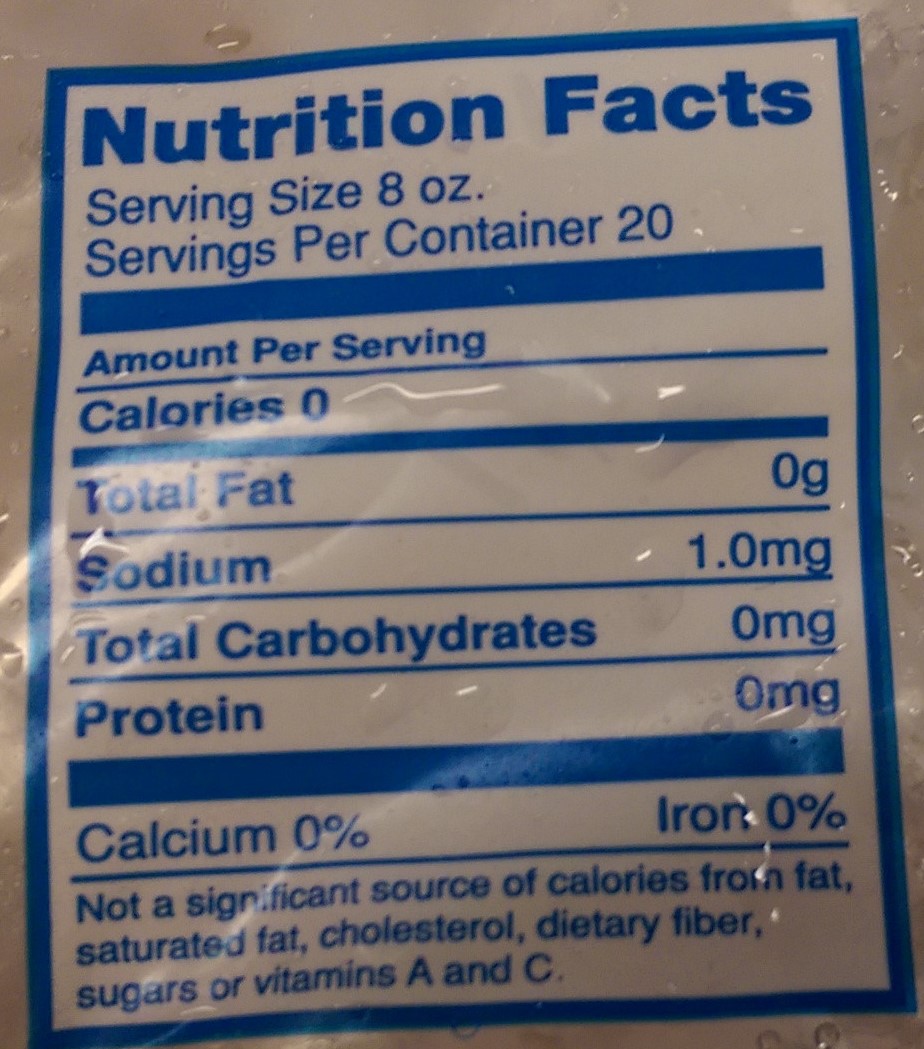 Nutrition Facts
Serving Size 8 oz.
Servings Per Container 20
Amount Per Serving
Calories 0
Total Fat 0g
Sodium 1.0mg
Total Carbohydrates 0mg
Protein 0mg
Calcium 0% Iron 0%
Not a significant source of calories from fat,
saturated fat, cholesterol, dietary fiber,
sugars or vitamins A and C.